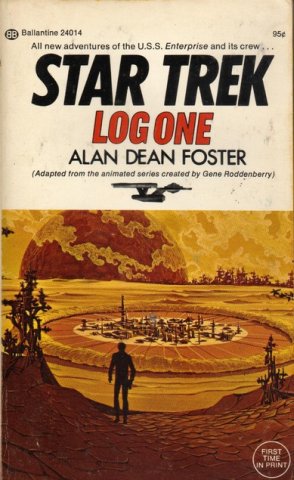 BB Ballantine 24014 95¢
All new adventures of the U.S.S. Enterprise and its crew...
STAR TREK
LOG ONE
ALAN DEAN FOSTER
(Adapted from the animated series created by Gene Roddenberry)
FIRST
TIME
IN PRINT